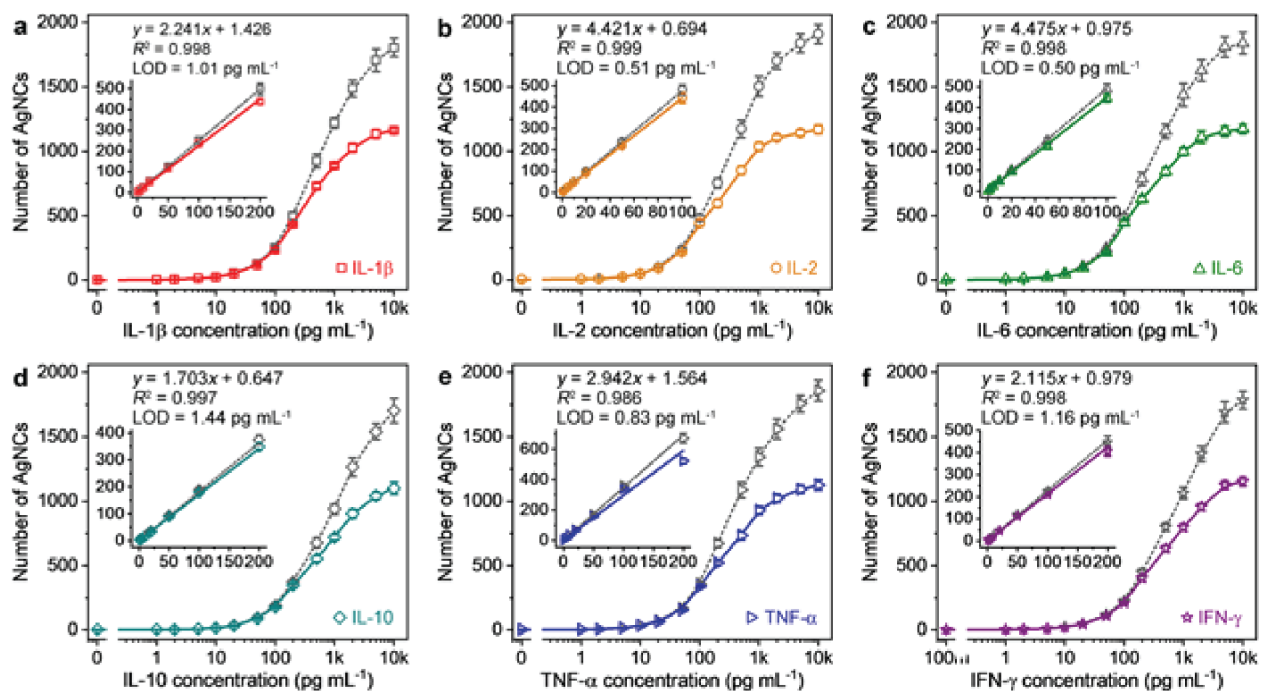 a
y = 2.241x + 1.426
R² = 0.998
LOD = 1.01 pg mL⁻¹
2000
1500
1000
500
0
Number of AgNCs
500
400
300
200
100
0
0 50 100 150 200
IL-1β
0 1 10 100 1k 10k
IL-1β concentration (pg mL⁻¹)
b
y = 4.421x + 0.694
R² = 0.999
LOD = 0.51 pg mL⁻¹
2000
1500
1000
500
0
Number of AgNCs
500
400
300
200
100
0
0 20 40 60 80 100
IL-2
0 1 10 100 1k 10k
IL-2 concentration (pg mL⁻¹)
c
y = 4.475x + 0.975
R² = 0.998
LOD = 0.50 pg mL⁻¹
2000
1500
1000
500
0
Number of AgNCs
500
400
300
200
100
0
0 20 40 60 80 100
IL-6
0 1 10 100 1k 10k
IL-6 concentration (pg mL⁻¹)
d
y = 1.703x + 0.647
R² = 0.997
LOD = 1.44 pg mL⁻¹
2000
1500
1000
500
0
Number of AgNCs
400
300
200
100
0
0 50 100 150 200
IL-10
0 1 10 100 1k 10k
IL-10 concentration (pg mL⁻¹)
e
y = 2.942x + 1.564
R² = 0.986
LOD = 0.83 pg mL⁻¹
2000
1500
1000
500
0
Number of AgNCs
600
400
200
0
0 50 100 150 200
TNF-α
0 1 10 100 1k 10k
TNF-α concentration (pg mL⁻¹)
f
y = 2.115x + 0.979
R² = 0.998
LOD = 1.16 pg mL⁻¹
2000
1500
1000
500
0
Number of AgNCs
500
400
300
200
100
0
0 50 100 150 200
IFN-γ
1 10 100 1k 10k
IFN-γ concentration (pg mL⁻¹)